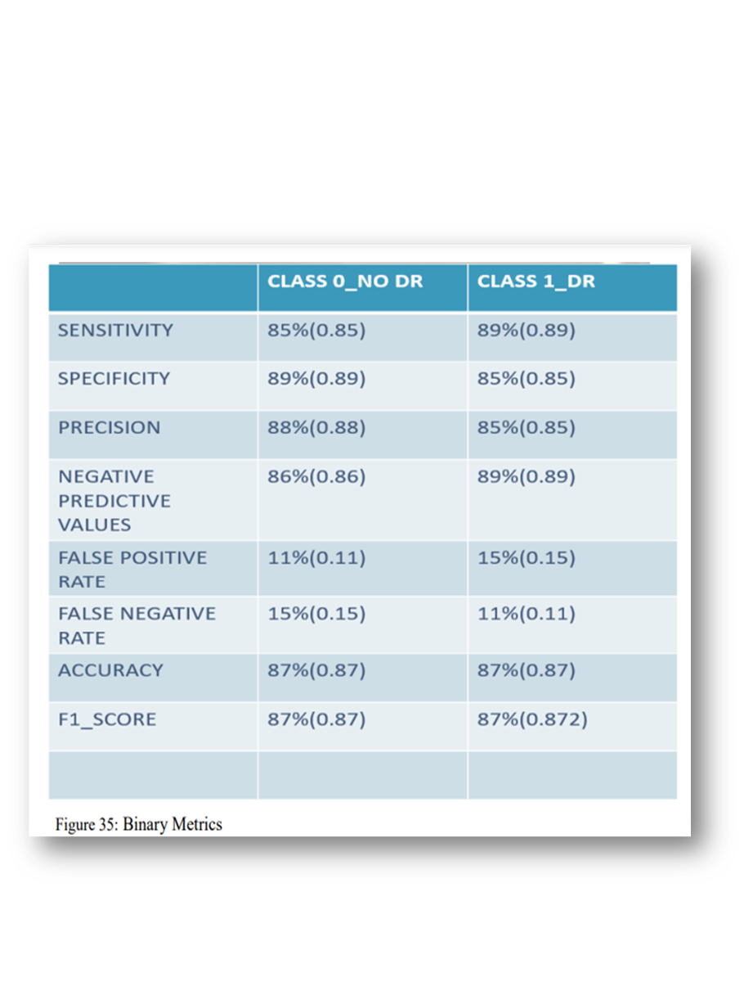 CLASS 0_NO DR CLASS 1_DR
SENSITIVITY 85%(0.85) 89%(0.89)
SPECIFICITY 89%(0.89) 85%(0.85)
PRECISION 88%(0.88) 85%(0.85)
NEGATIVE 86%(0.86) 89%(0.89)
PREDICTIVE
VALUES
FALSE POSITIVE 11%(0.11) 15%(0.15)
RATE
FALSE NEGATIVE 15%(0.15) 11%(0.11)
RATE
ACCURACY 87%(0.87) 87%(0.87)
F1_SCORE 87%(0.87) 87%(0.872)
Figure 35: Binary Metrics